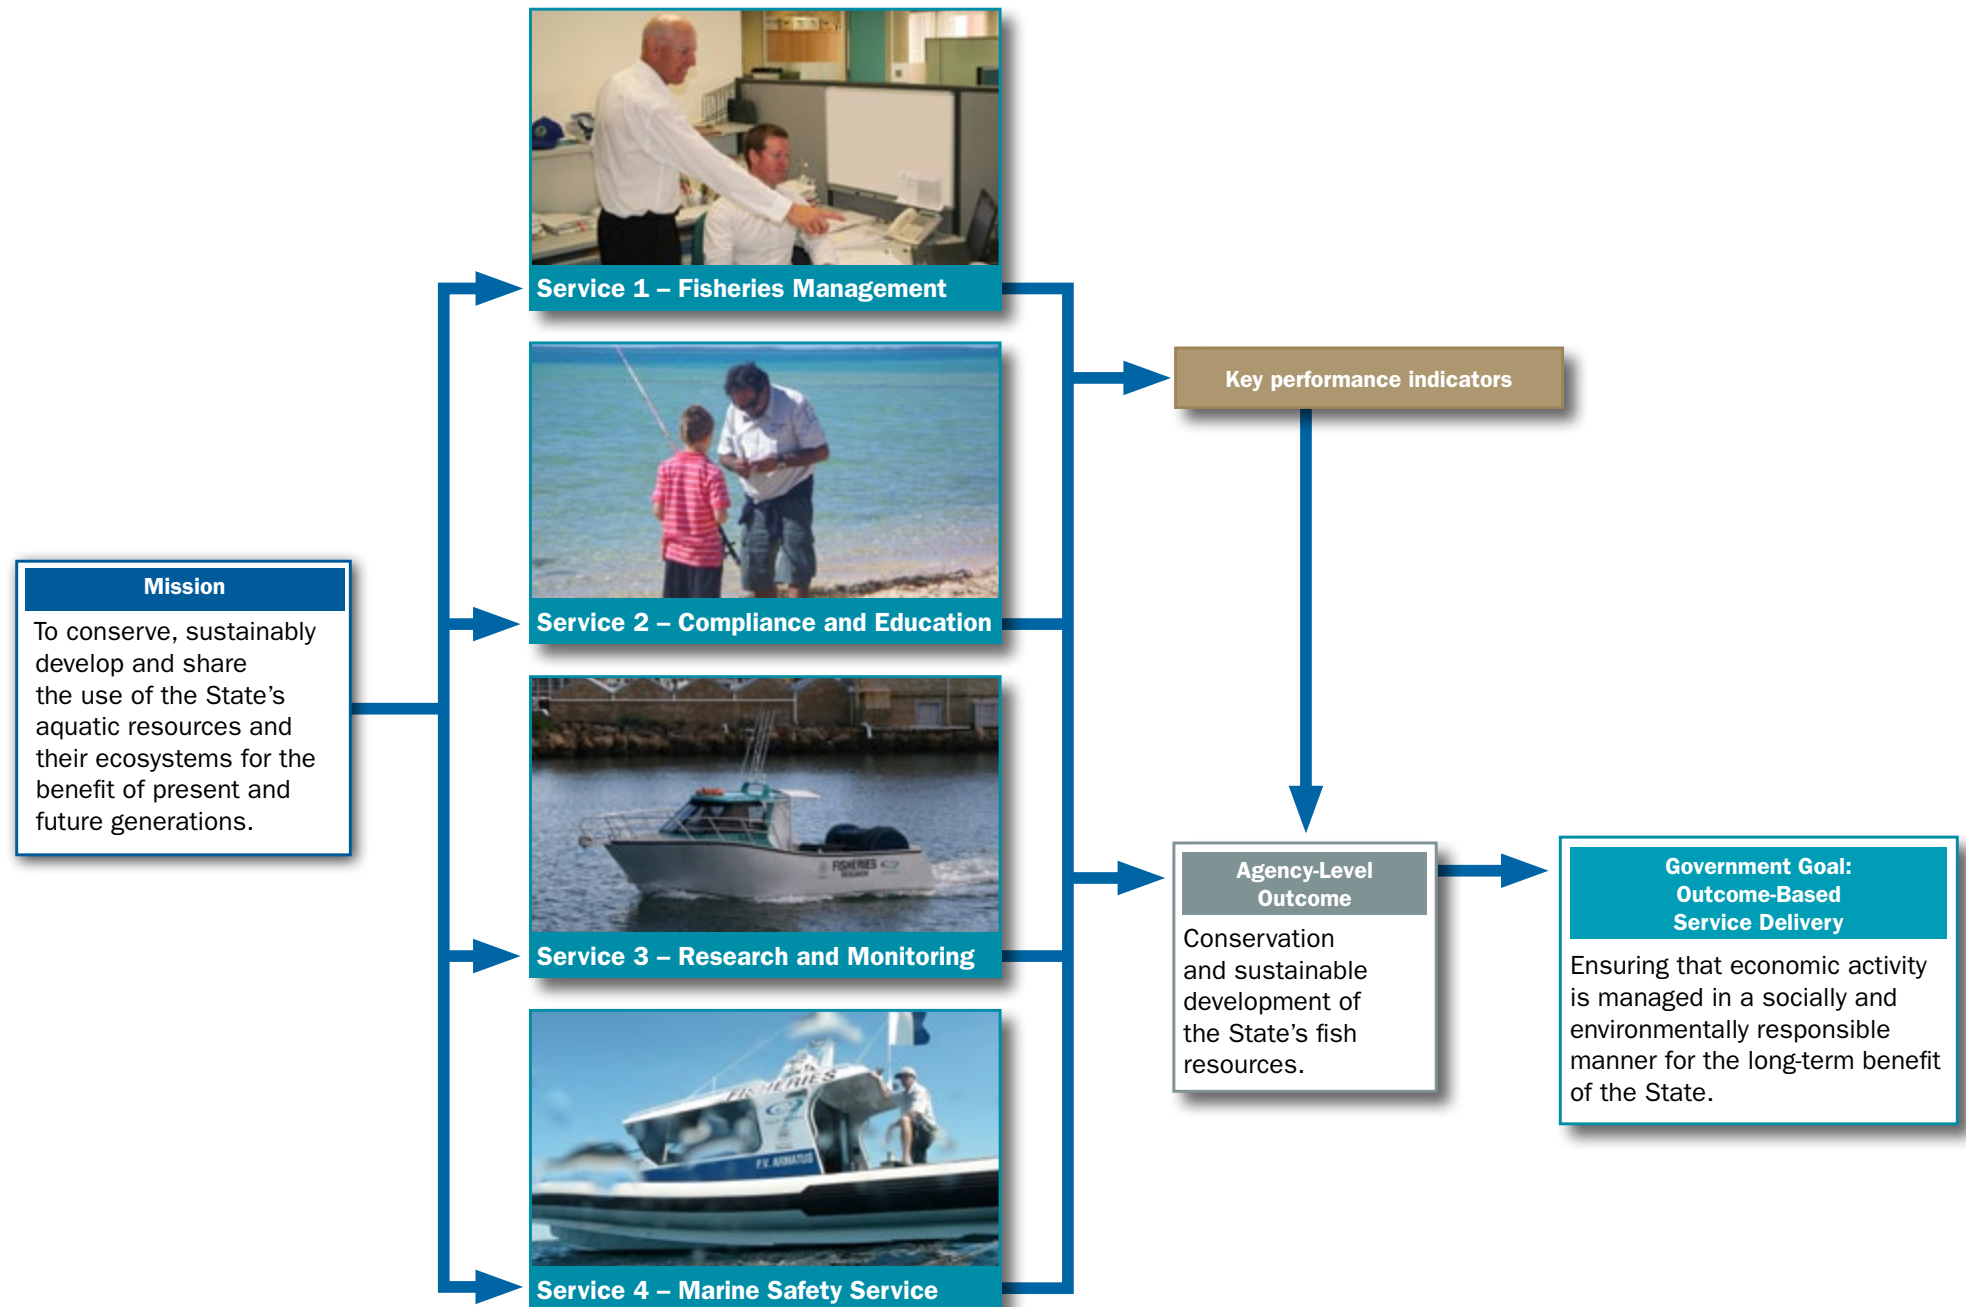 Service 1 – Fisheries Management
Service 2 – Compliance and Education
FISHERIES
RESEARCH
Service 3 – Research and Monitoring
FISHERIES
F.V. ARMATUS
Service 4 – Marine Safety Service
Mission
To conserve, sustainably
develop and share
the use of the State’s
aquatic resources and
their ecosystems for the
benefit of present and
future generations.
Key performance indicators
Agency-Level
Outcome
Conservation
and sustainable
development of
the State’s fish
resources.
Government Goal:
Outcome-Based
Service Delivery
Ensuring that economic activity
is managed in a socially and
environmentally responsible
manner for the long-term benefit
of the State.